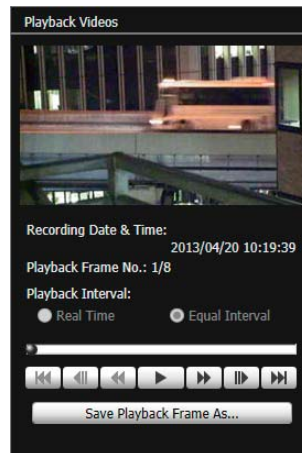 Playback Videos
Recording Date & Time:
2013/04/20 10:19:39
Playback Frame No.: 1/8
Playback Interval:
Real Time
Equal Interval
Save Playback Frame As...